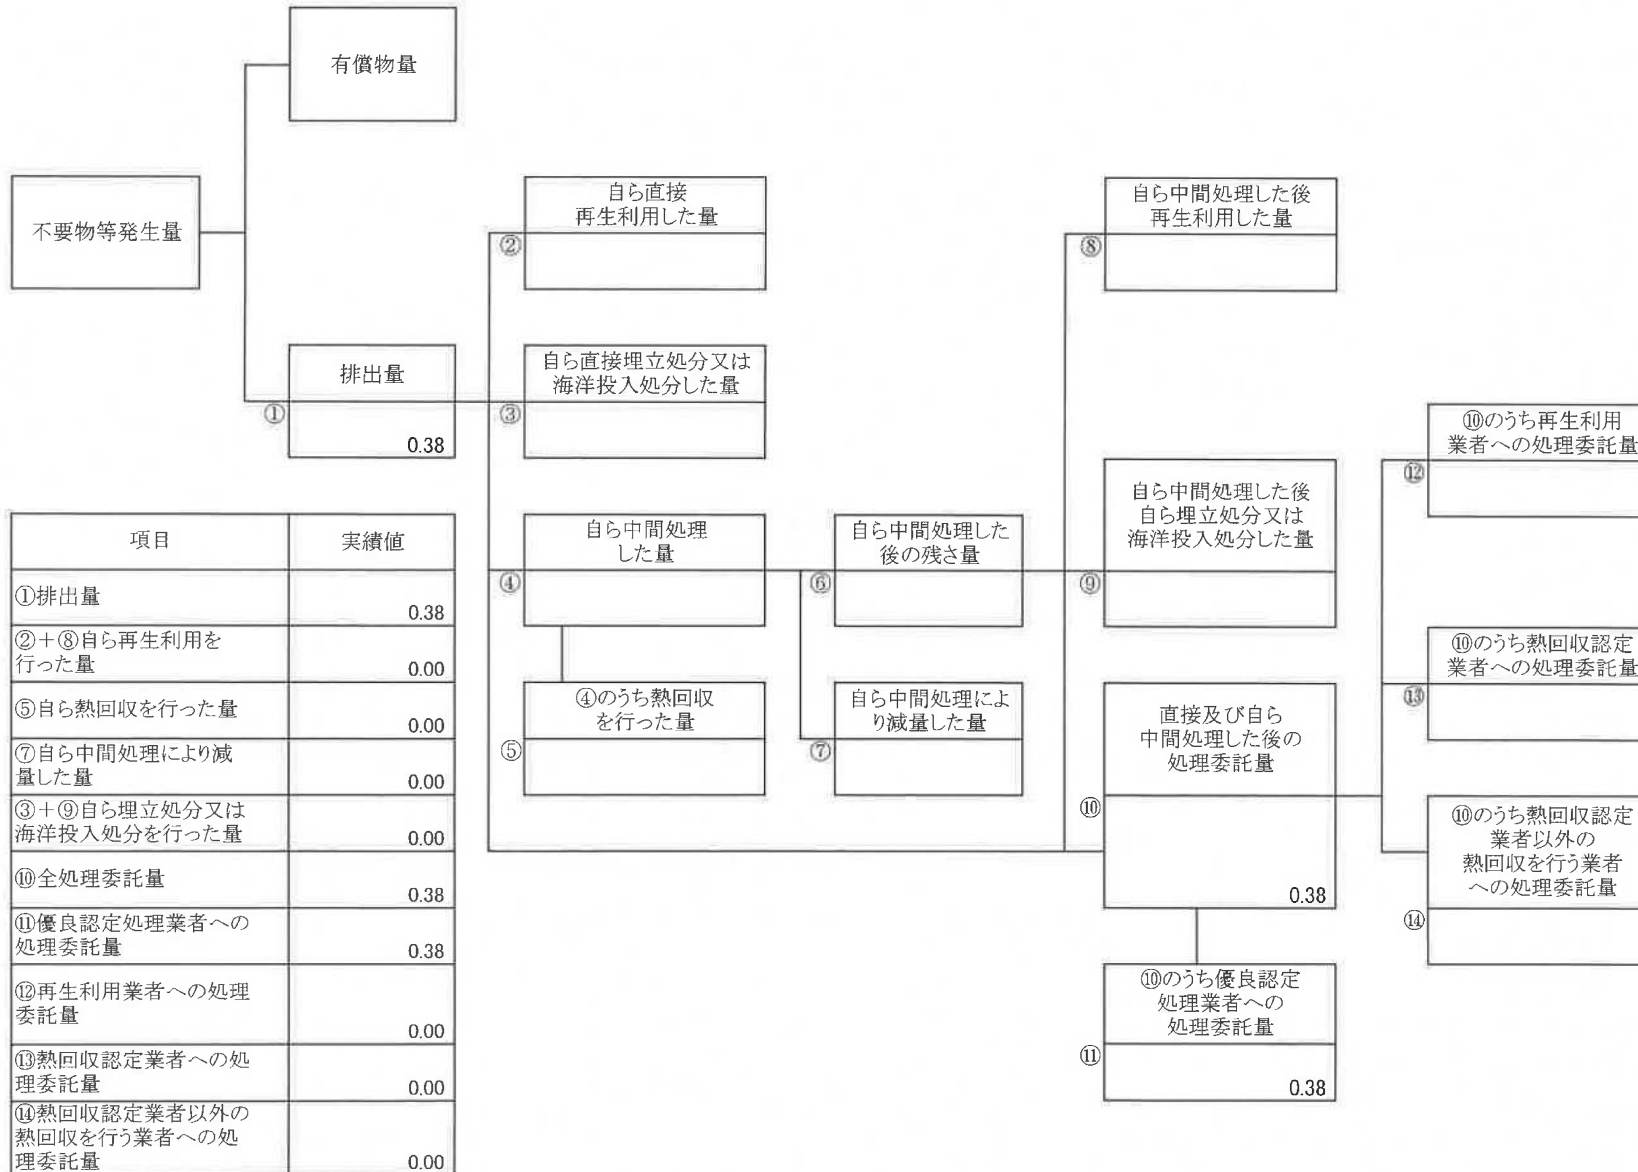 有償物量
不要物等発生量
自ら直接
再生利用した量
②
自ら中間処理した後
再生利用した量
⑧
排出量
①
0.38
自ら直接埋立処分又は
海洋投入処分した量
③
⑩のうち再生利用
業者への処理委託量
⑫
自ら中間処理
した量
④
自ら中間処理した
後の残さ量
⑥
自ら中間処理した後
自ら埋立処分又は
海洋投入処分した量
⑨
⑩のうち熱回収認定
業者への処理委託量
⑬
④のうち熱回収
を行った量
⑤
自ら中間処理によ
り減量した量
⑦
直接及び自ら
中間処理した後の
処理委託量
⑩
0.38
⑩のうち熱回収認定
業者以外の
熱回収を行う業者
への処理委託量
⑭
⑩のうち優良認定
処理業者への
処理委託量
⑪
0.38
項目 実績値
①排出量
0.38
②＋⑧自ら再生利用を
行った量 0.00
⑤自ら熱回収を行った量
0.00
⑦自ら中間処理により減
量した量 0.00
③＋⑨自ら埋立処分又は
海洋投入処分を行った量 0.00
⑩全処理委託量
0.38
⑪優良認定処理業者への
処理委託量 0.38
⑫再生利用業者への処理
委託量 0.00
⑬熱回収認定業者への処
理委託量 0.00
⑭熱回収認定業者以外の
熱回収を行う業者への処
理委託量 0.00